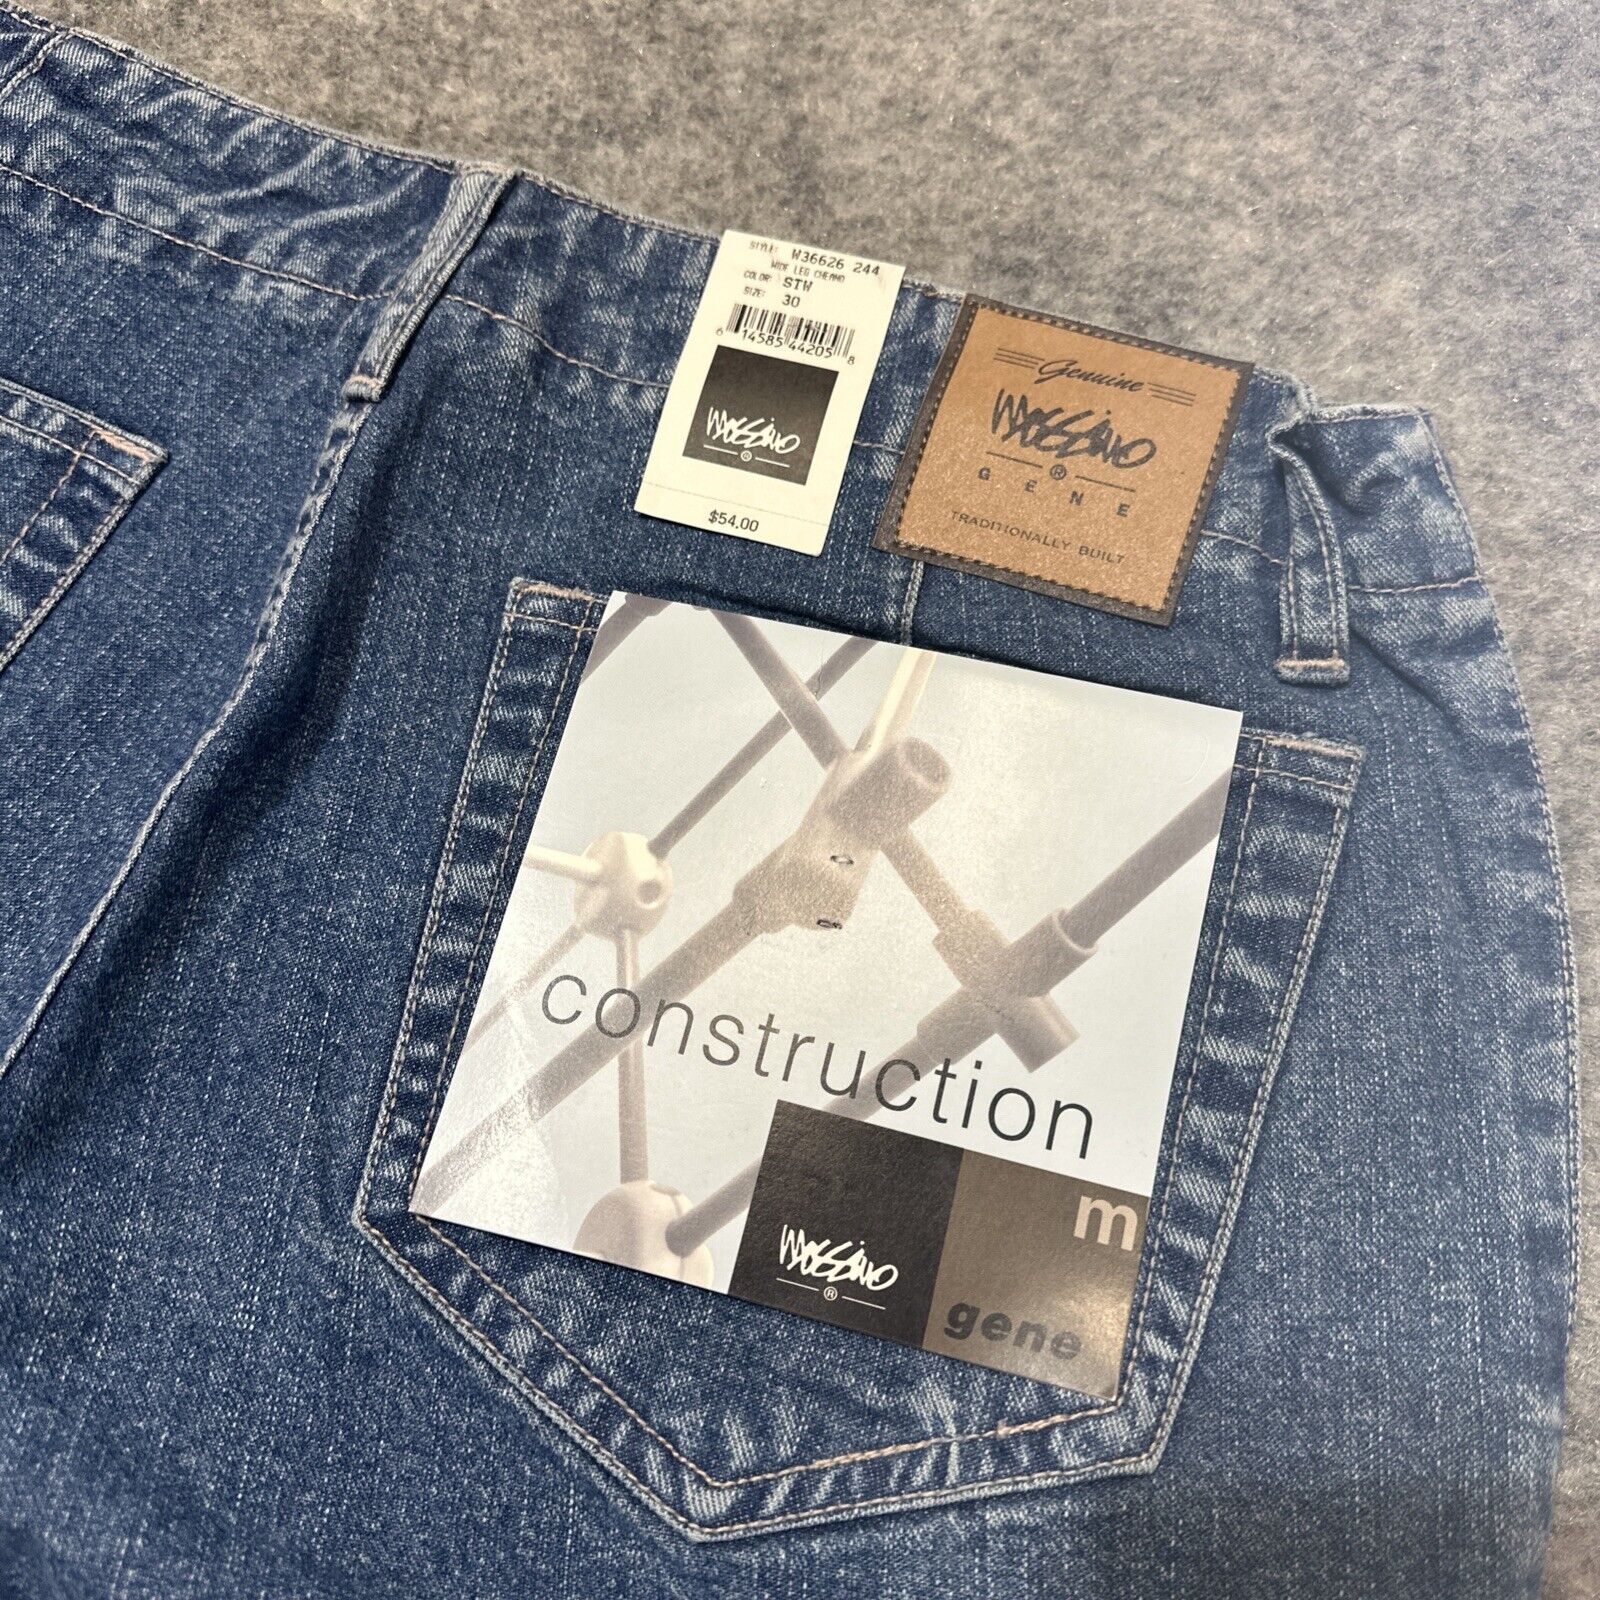 STYLE: W36626 244
WIDE LEG CHEAHO
COLOR: STW
SIZE: 30
6 14585 44205 8
mossimo
®
$54.00
Genuine
mossimo
®
GENE
TRADITIONALLY BUILT
construction
m
mossimo
®
gene